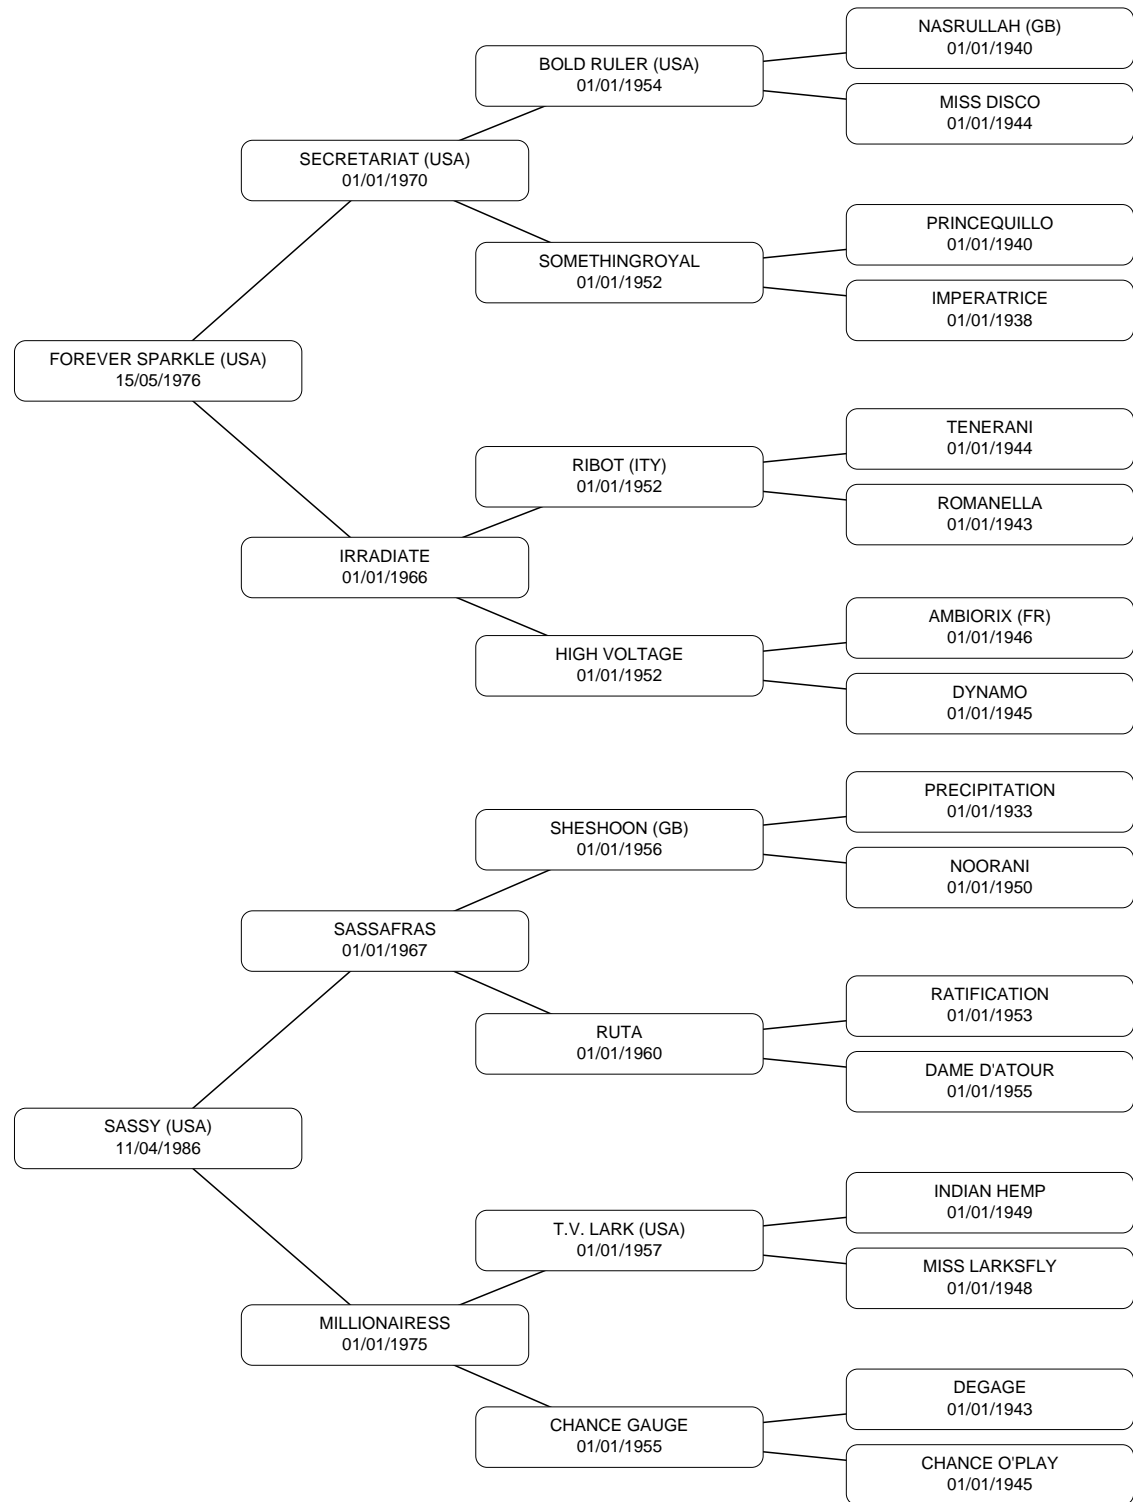 NASRULLAH (GB)
01/01/1940
BOLD RULER (USA)
01/01/1954
MISS DISCO
01/01/1944
SECRETARIAT (USA)
01/01/1970
PRINCEQUILLO
01/01/1940
SOMETHINGROYAL
01/01/1952
IMPERATRICE
01/01/1938
FOREVER SPARKLE (USA)
15/05/1976
TENERANI
01/01/1944
RIBOT (ITY)
01/01/1952
ROMANELLA
01/01/1943
IRRADIATE
01/01/1966
AMBIORIX (FR)
01/01/1946
HIGH VOLTAGE
01/01/1952
DYNAMO
01/01/1945
PRECIPITATION
01/01/1933
SHESHOON (GB)
01/01/1956
NOORANI
01/01/1950
SASSAFRAS
01/01/1967
RATIFICATION
01/01/1953
RUTA
01/01/1960
DAME D'ATOUR
01/01/1955
SASSY (USA)
11/04/1986
INDIAN HEMP
01/01/1949
T.V. LARK (USA)
01/01/1957
MISS LARKSFLY
01/01/1948
MILLIONAIRESS
01/01/1975
DEGAGE
01/01/1943
CHANCE GAUGE
01/01/1955
CHANCE O'PLAY
01/01/1945